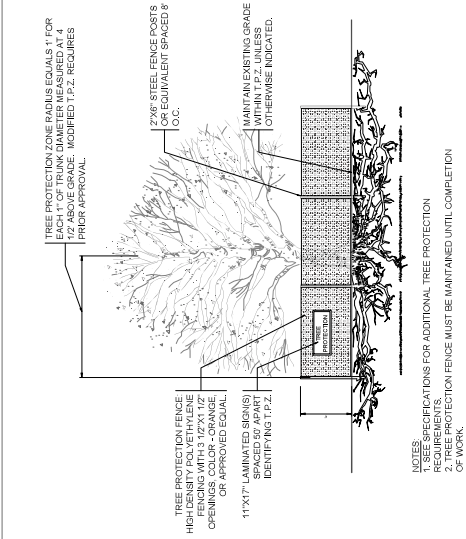 TREE PROTECTION ZONE RADIUS EQUALS 1' FOR
EACH 1" OF TRUNK DIAMETER MEASURED AT 4
1/2' ABOVE GRADE. MODIFIED T.P.Z. REQUIRES
PRIOR APPROVAL.
2"X6' STEEL FENCE POSTS
OR EQUIVALENT SPACED 8'
O.C.
MAINTAIN EXISTING GRADE
WITHIN T.P.Z. UNLESS
OTHERWISE INDICATED.
TREE PROTECTION FENCE:
HIGH DENSITY POLYETHYLENE
FENCING WITH 3 1/2"X1 1/2"
OPENINGS; COLOR - ORANGE,
OR APPROVED EQUAL.
11"X17" LAMINATED SIGN(S)
SPACED 50' APART
IDENTIFYING T.P.Z.
TREE
PROTECTION
NOTES:
1. SEE SPECIFICATIONS FOR ADDITIONAL TREE PROTECTION
REQUIREMENTS.
2. TREE PROTECTION FENCE MUST BE MAINTAINED UNTIL COMPLETION
OF WORK.